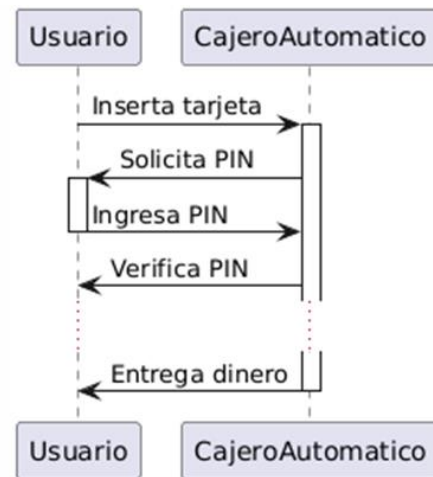 Usuario CajeroAutomatico
Inserta tarjeta
Solicita PIN
Ingresa PIN
Verifica PIN
Entrega dinero
Usuario CajeroAutomatico